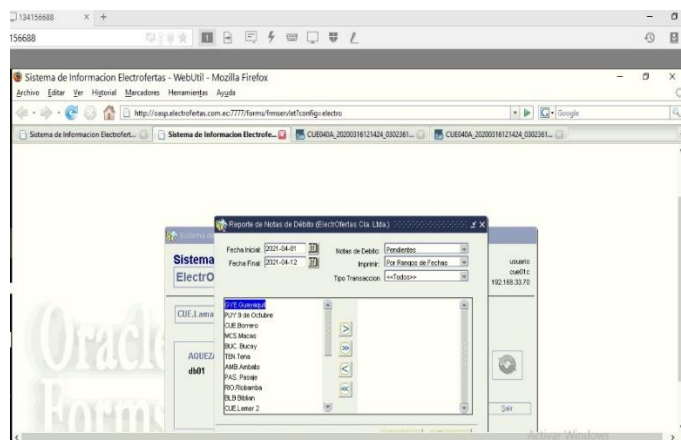 134156688
56688
Sistema de Informacion Electrofertas - WebUtil - Mozilla Firefox
Archivo Editar Ver Historial Marcadores Herramientas Ayuda
http://oasp.electrofertas.com.ec:7777/forms/frmservlet?config=electro
Google
Sistema de Informacion Electrofert...
Sistema de Informacion Electrofe...
CUE040A_20200316121424_0302361...
CUE040A_20200316121424_0302361...
Reporte de Notas de Débito (ElectrOfertas Cia. Ltda.)
Fecha Inicial: 2021-04-01
Notas de Debito: Pendientes
Fecha Final: 2021-04-12
Imprimir: Por Rangos de Fechas
Tipo Transaccion <<Todos>>
Sistema
ElectrO
usuario
cue01c
192.168.33.70
CUE.Lama
AQUEZA
db01
GYE.Guayaquil
PUY.9 de Octubre
CUE.Borrero
MCS.Macas
BUC. Bucay
TEN.Tena
AMB.Ambato
PAS. Pasaje
RIO.Riobamba
BLB.Biblian
CUE.Lamar 2
>
>>
<
<<
Salir
Oracle
Forms
Activar Windows